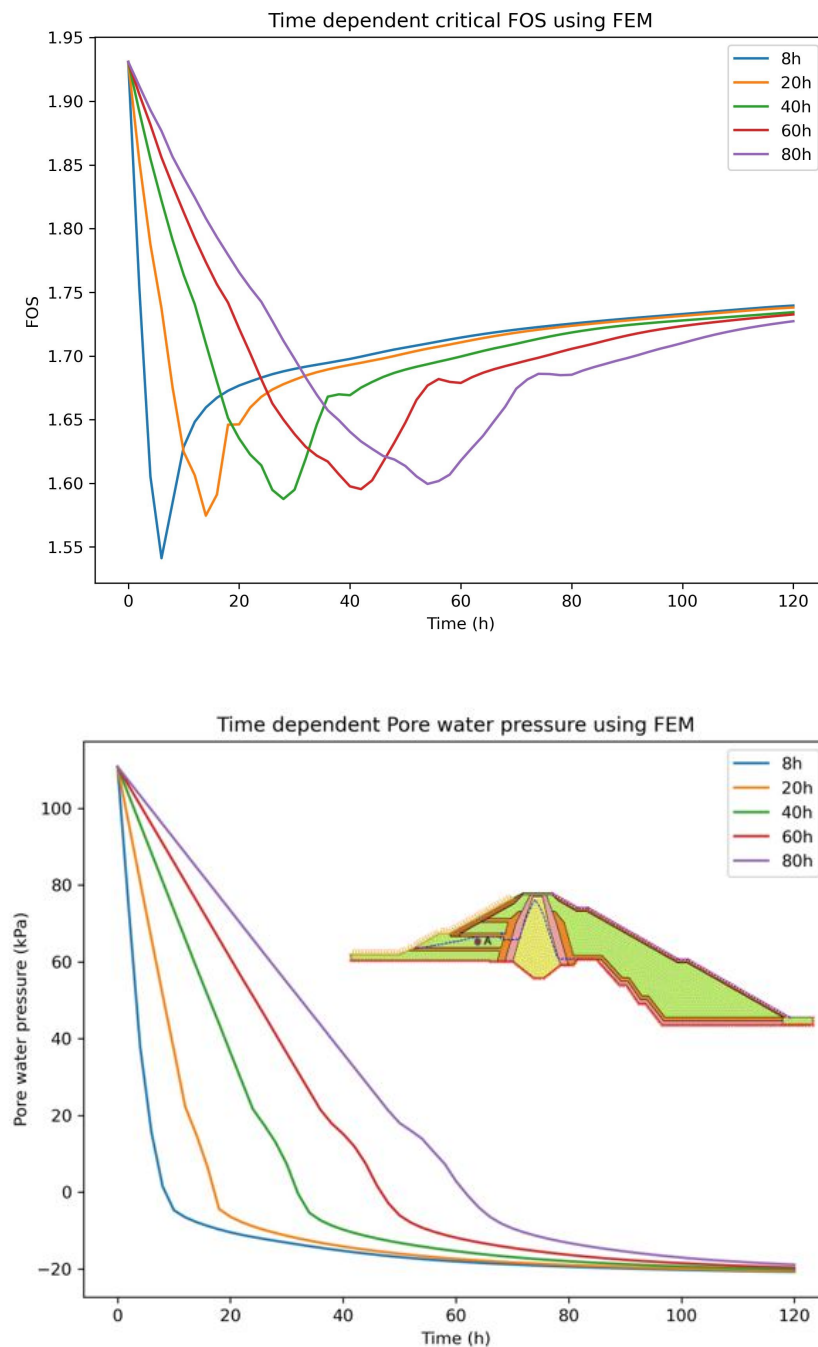 Time dependent critical FOS using FEM
1.95
1.90
1.85
1.80
1.75
1.70
1.65
1.60
1.55
FOS
8h
20h
40h
60h
80h
0 20 40 60 80 100 120
Time (h)
Time dependent Pore water pressure using FEM
100
80
60
40
20
0
−20
Pore water pressure (kPa)
8h
20h
40h
60h
80h
A
0 20 40 60 80 100 120
Time (h)